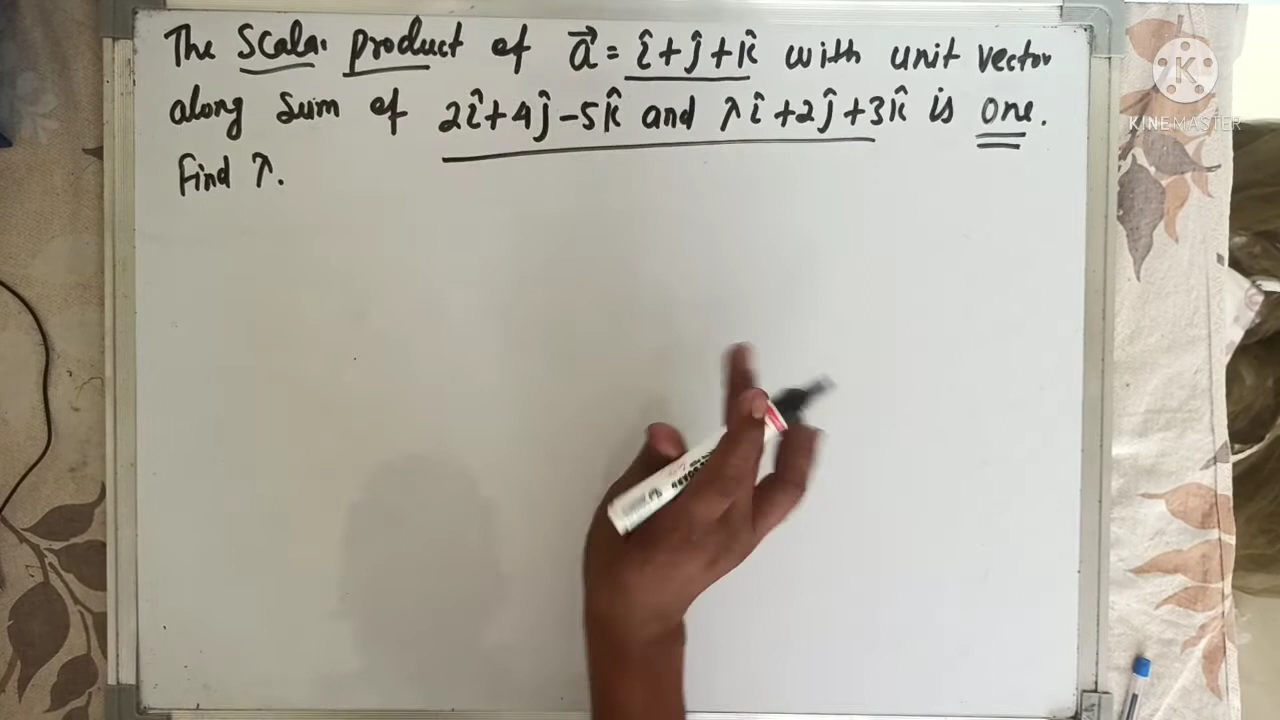 The Scalar product of a⃗ = î+ĵ+k̂ with unit vector
along Sum of 2î+4ĵ-5k̂ and λî+2ĵ+3k̂ is one.
Find λ.
K
KINEMASTER